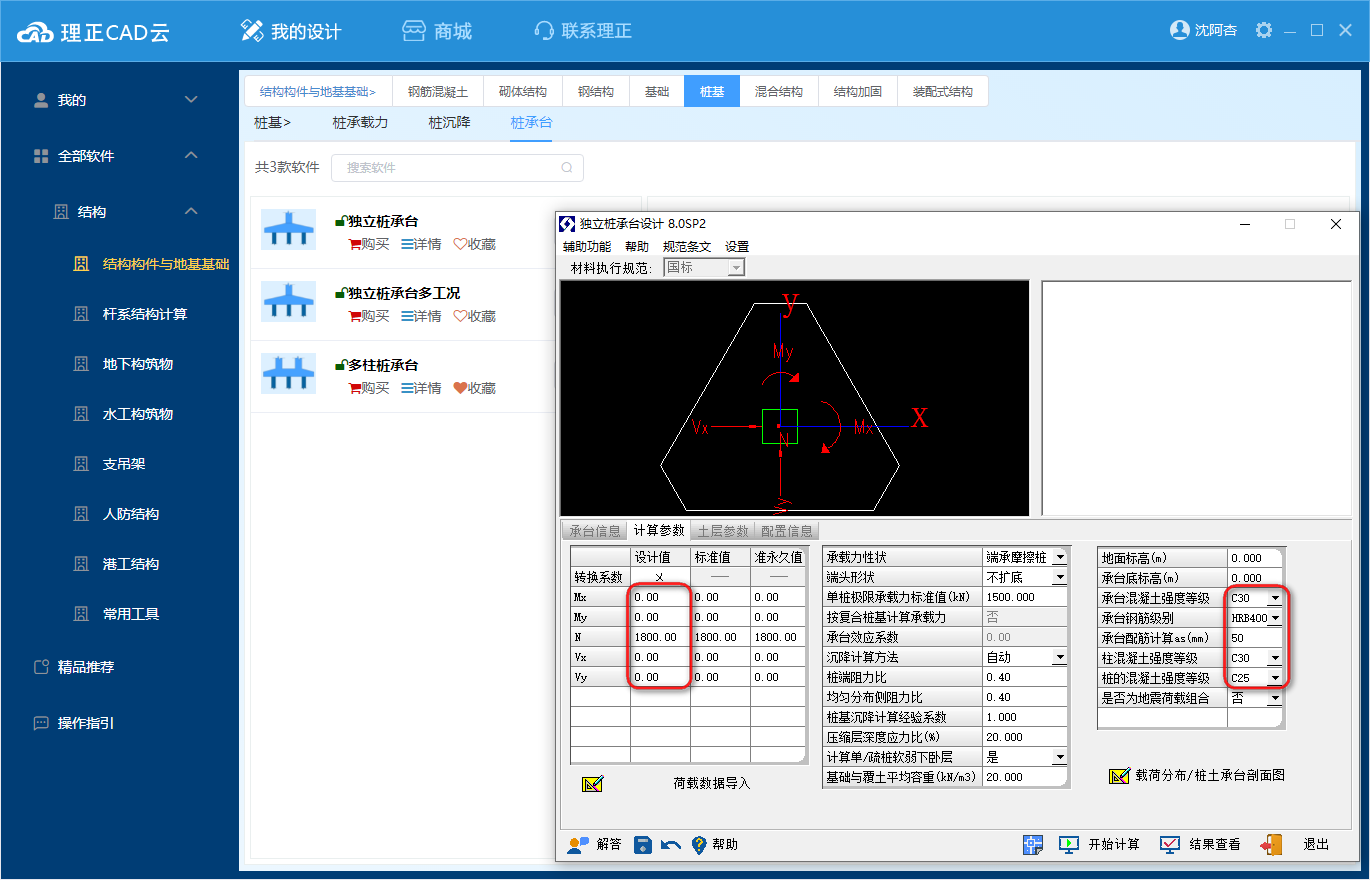 理正CAD云 我的设计 商城 联系理正 沈阿杏
我的
全部软件
结构
结构构件与地基基础
杆系结构计算
地下构筑物
水工构筑物
支吊架
人防结构
港工结构
常用工具
精品推荐
操作指引
结构构件与地基基础> 钢筋混凝土 砌体结构 钢结构 基础 桩基 混合结构 结构加固 装配式结构
桩基> 桩承载力 桩沉降 桩承台
共3款软件 搜索软件
独立桩承台
购买 详情 收藏
独立桩承台多工况
购买 详情 收藏
多柱桩承台
购买 详情 收藏
独立桩承台设计 8.0SP2
辅助功能 帮助 规范条文 设置
材料执行规范: 国标
y
My
X
Vx
Mx
N
Vy
承台信息 计算参数 土层参数 配置信息
设计值 标准值 准永久值
转换系数 × — —
Mx 0.00 0.00 0.00
My 0.00 0.00 0.00
N 1800.00 1800.00 1800.00
Vx 0.00 0.00 0.00
Vy 0.00 0.00 0.00
荷载数据导入
承载力性状 端承摩擦桩
端头形状 不扩底
单桩极限承载力标准值(kN) 1500.000
按复合桩基计算承载力 否
承台效应系数 0.00
沉降计算方法 自动
桩端阻力比 0.40
均匀分布侧阻力比 0.40
桩基沉降计算经验系数 1.000
压缩层深度应力比(%) 20.000
计算单/疏桩软弱下卧层 是
基础与覆土平均容重(kN/m3) 20.000
地面标高(m) 0.000
承台底标高(m) 0.000
承台混凝土强度等级 C30
承台钢筋级别 HRB400
承台配筋计算as(mm) 50
柱混凝土强度等级 C30
桩的混凝土强度等级 C25
是否为地震荷载组合 否
载荷分布/桩土承台剖面图
解答 帮助 开始计算 结果查看 退出